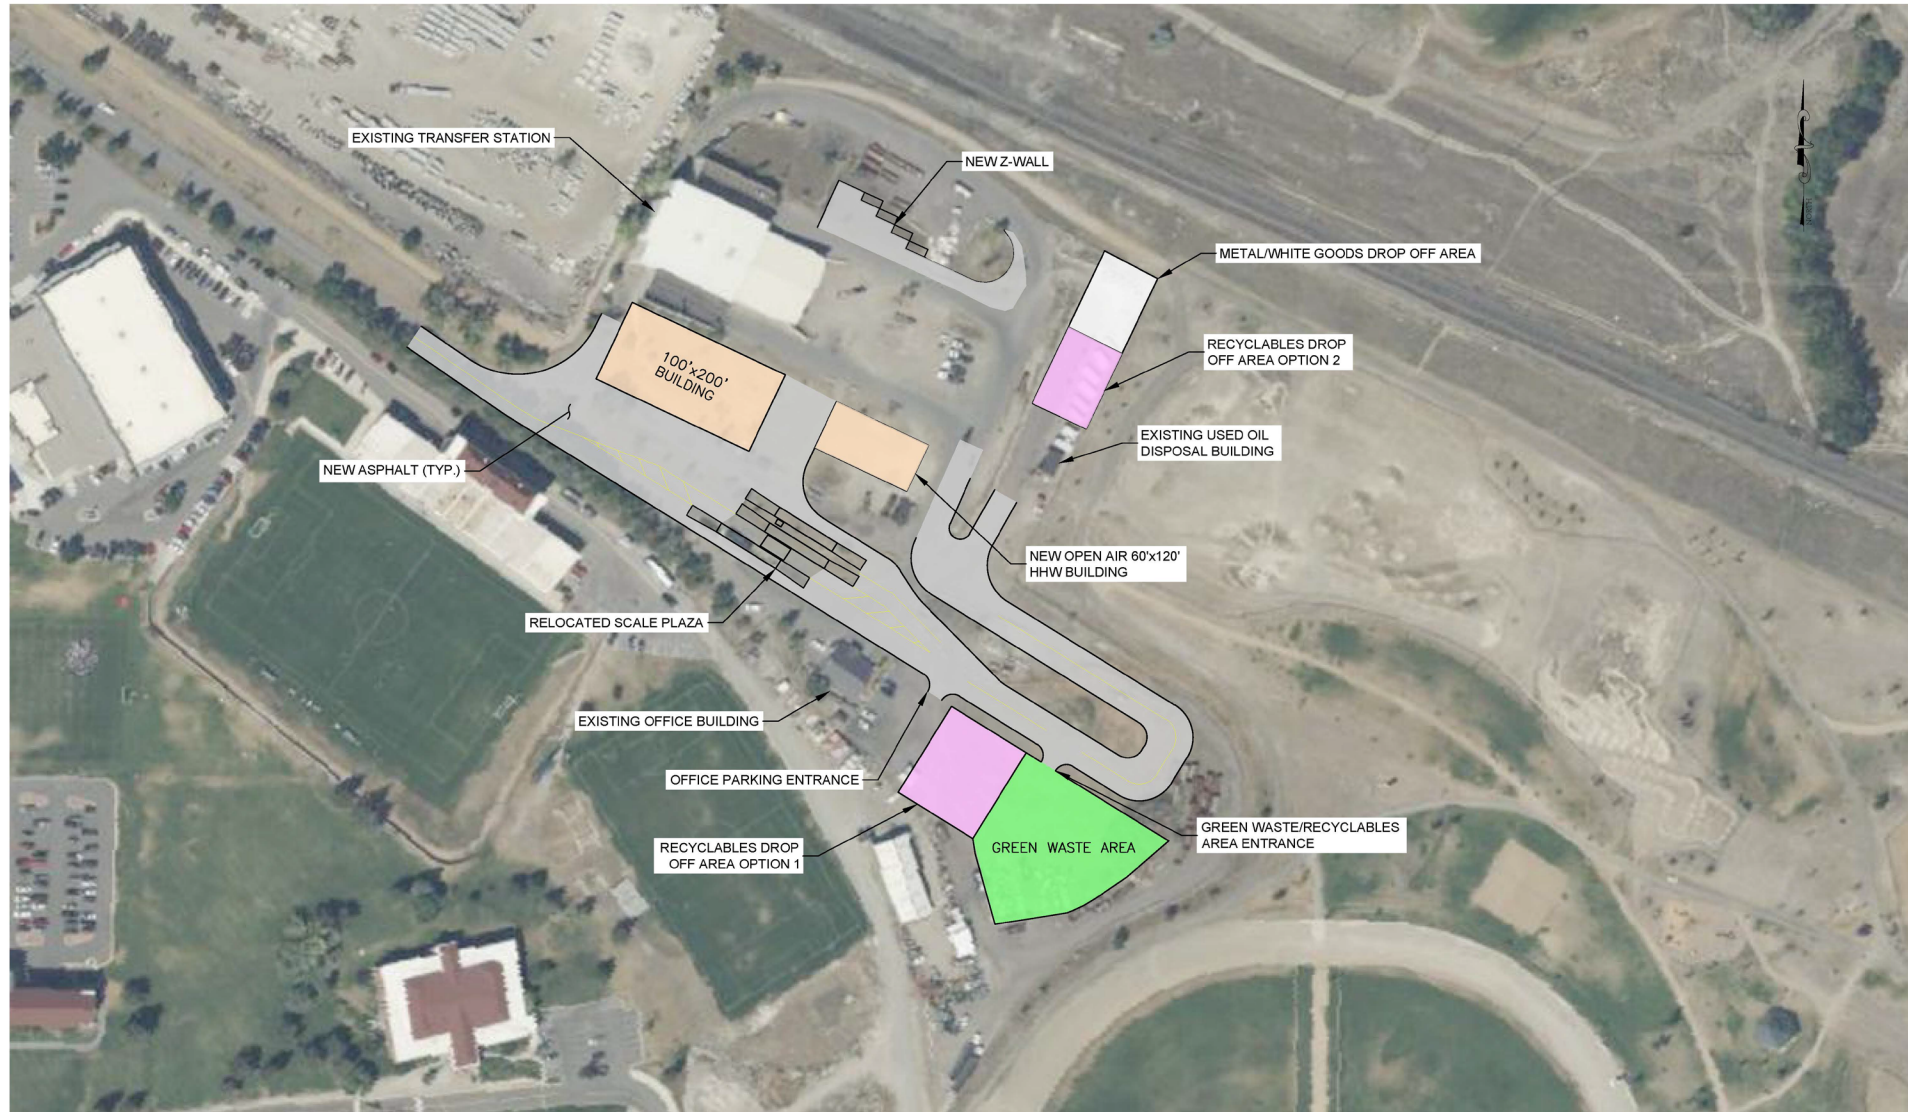 EXISTING TRANSFER STATION
NEW Z-WALL
METAL/WHITE GOODS DROP OFF AREA
RECYCLABLES DROP
OFF AREA OPTION 2
100'x200'
BUILDING
EXISTING USED OIL
DISPOSAL BUILDING
NEW ASPHALT (TYP.)
NEW OPEN AIR 60'x120'
HHW BUILDING
RELOCATED SCALE PLAZA
EXISTING OFFICE BUILDING
OFFICE PARKING ENTRANCE
GREEN WASTE/RECYCLABLES
AREA ENTRANCE
RECYCLABLES DROP
OFF AREA OPTION 1
GREEN WASTE AREA